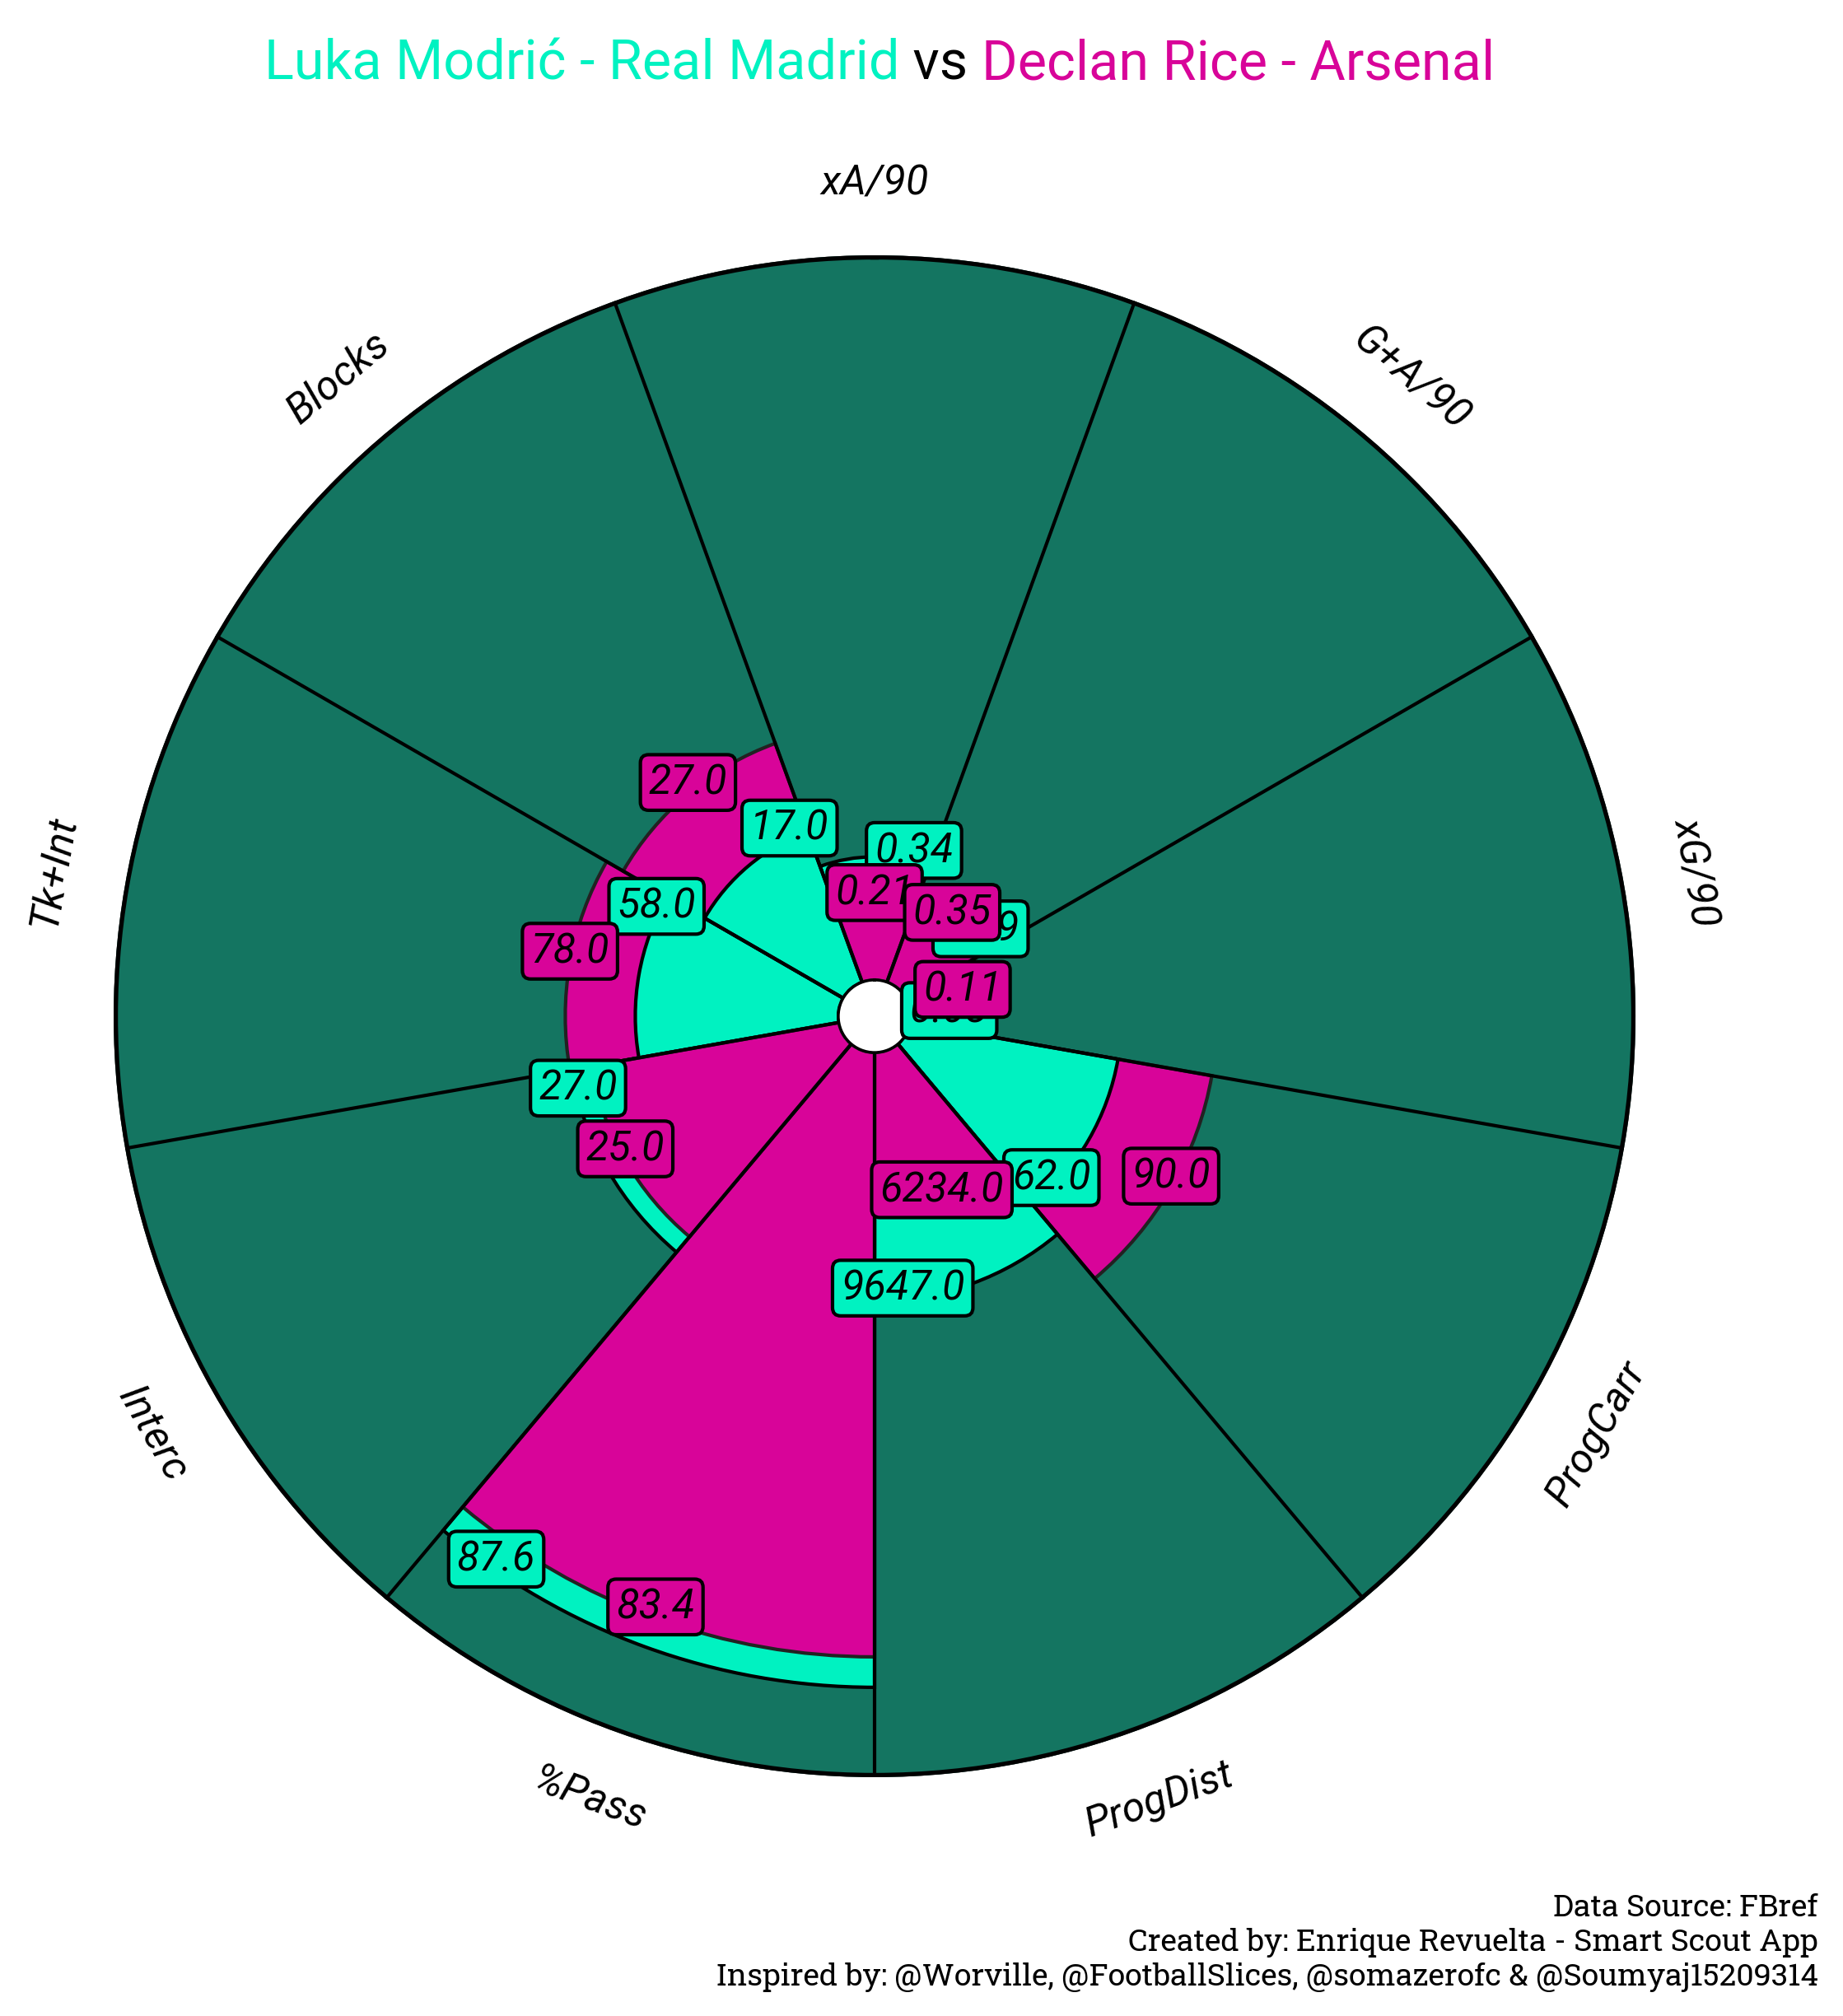 Luka Modrić - Real Madrid vs Declan Rice - Arsenal
xA/90
G+A/90
Blocks
xG/90
Tk+Int
27.0
17.0
0.34
0.21
0.35
58.0
78.0
0.11
27.0
25.0
62.0
90.0
6234.0
9647.0
ProgCarr
Interc
87.6
83.4
%Pass
ProgDist
Data Source: FBref
Created by: Enrique Revuelta - Smart Scout App
Inspired by: @Worville, @FootballSlices, @somazerofc & @Soumyaj15209314